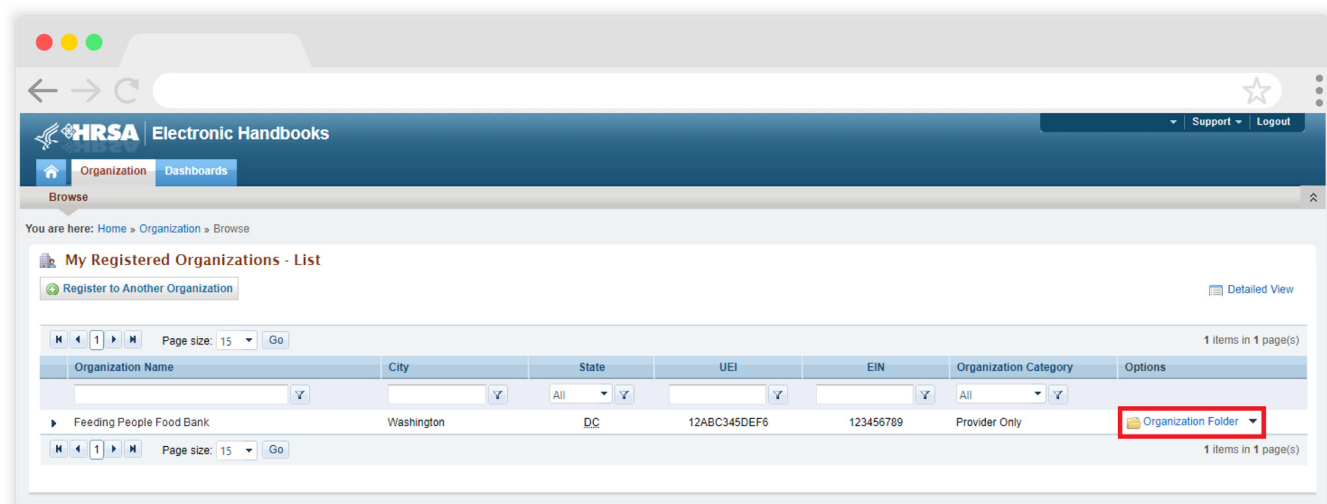 HRSA Electronic Handbooks
Support Logout
Organization Dashboards
Browse
You are here: Home » Organization » Browse
My Registered Organizations - List
Register to Another Organization
Detailed View
1 Page size: 15 Go 1 items in 1 page(s)
Organization Name City State UEI EIN Organization Category Options
All All
Feeding People Food Bank Washington DC 12ABC345DEF6 123456789 Provider Only Organization Folder
1 Page size: 15 Go 1 items in 1 page(s)